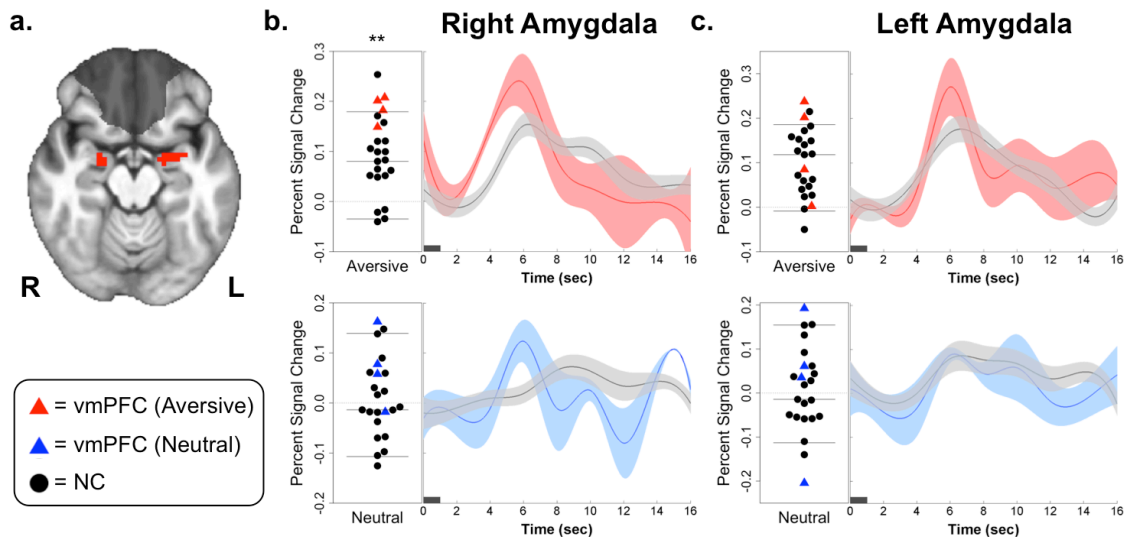 a.
R
L
= vmPFC (Aversive)
= vmPFC (Neutral)
= NC
b.
Right Amygdala
**
Percent Signal Change
0.3
0.2
0.1
0.0
-0.1
Aversive
0 2 4 6 8 10 12 14 16
Time (sec)
Percent Signal Change
0.2
0.1
0.0
-0.1
-0.2
Neutral
0 2 4 6 8 10 12 14 16
Time (sec)
c.
Left Amygdala
Percent Signal Change
0.3
0.2
0.1
0.0
-0.1
Aversive
0 2 4 6 8 10 12 14 16
Time (sec)
Percent Signal Change
0.2
0.1
0.0
-0.1
-0.2
Neutral
0 2 4 6 8 10 12 14 16
Time (sec)